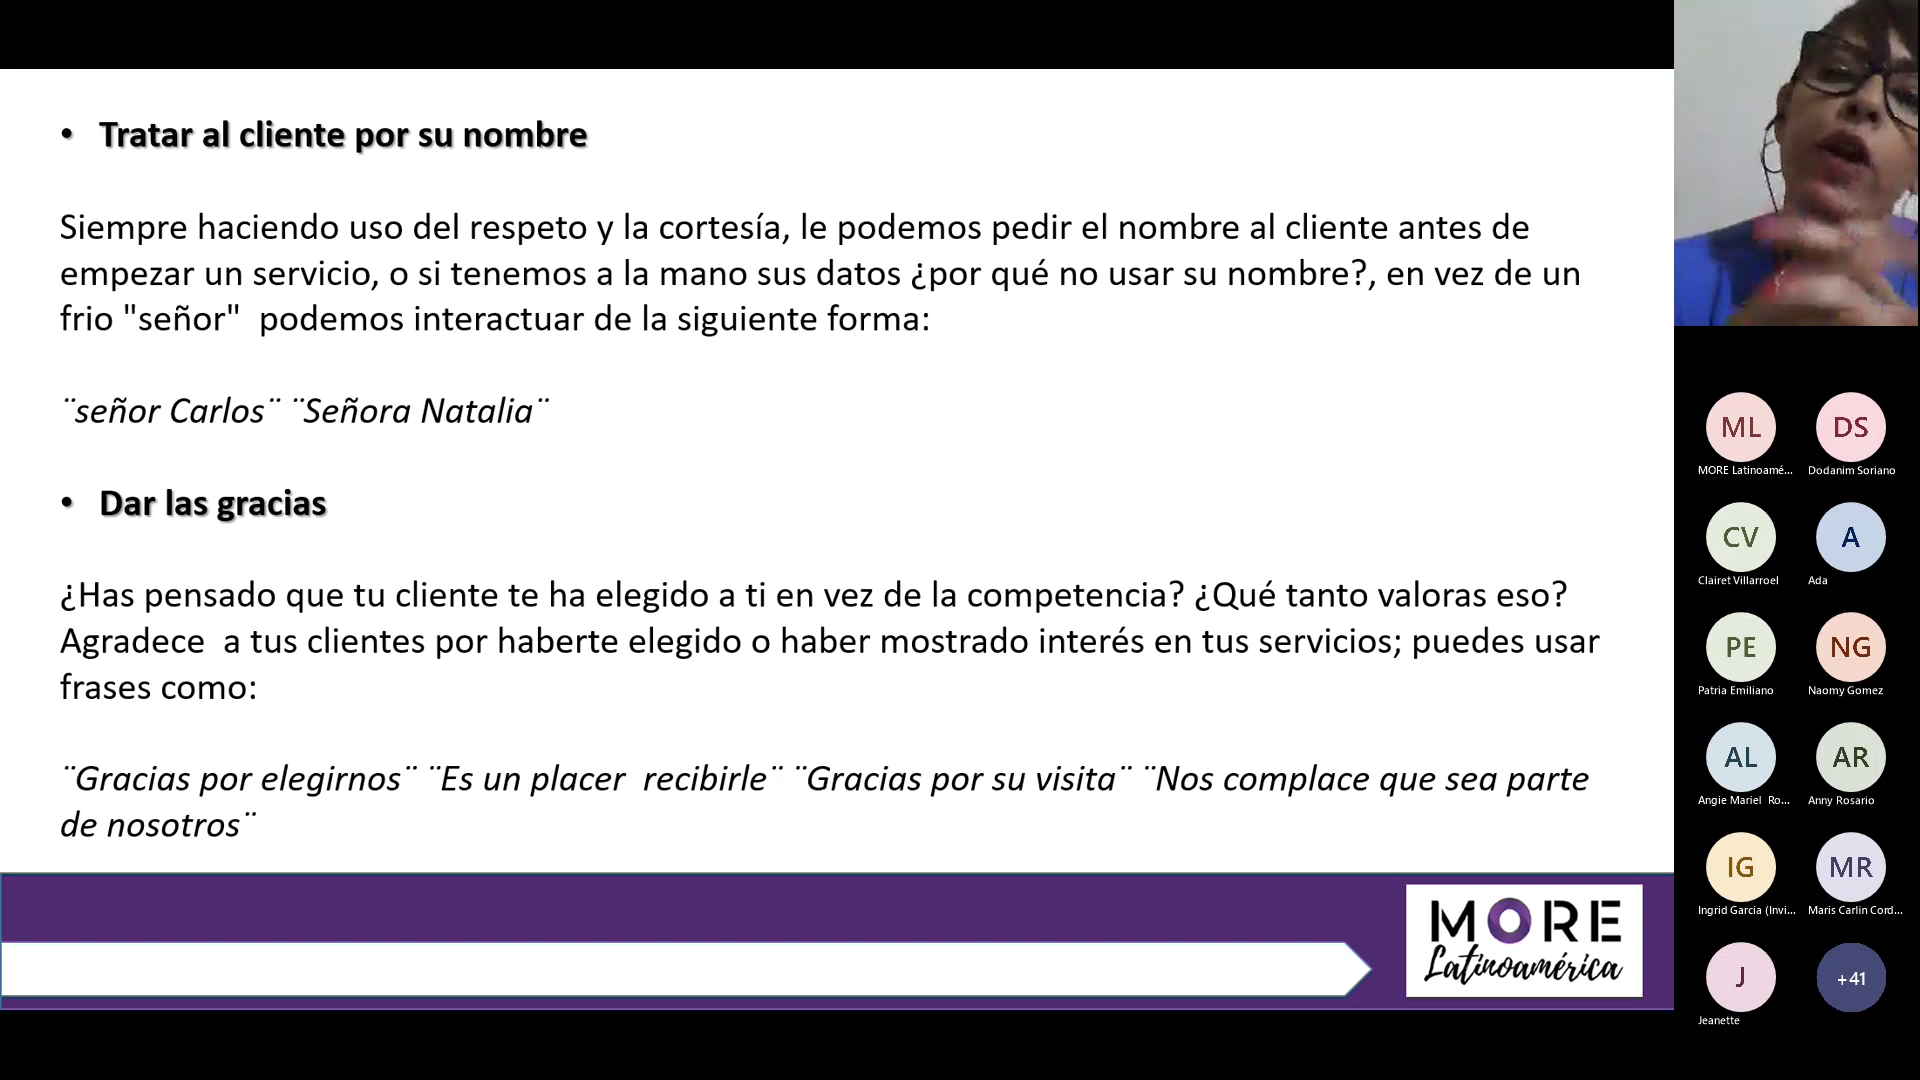 • Tratar al cliente por su nombre
Siempre haciendo uso del respeto y la cortesía, le podemos pedir el nombre al cliente antes de
empezar un servicio, o si tenemos a la mano sus datos ¿por qué no usar su nombre?, en vez de un
frio "señor"  podemos interactuar de la siguiente forma:
¨señor Carlos¨ ¨Señora Natalia¨
• Dar las gracias
¿Has pensado que tu cliente te ha elegido a ti en vez de la competencia? ¿Qué tanto valoras eso?
Agradece  a tus clientes por haberte elegido o haber mostrado interés en tus servicios; puedes usar
frases como:
¨Gracias por elegirnos¨ ¨Es un placer  recibirle¨ ¨Gracias por su visita¨ ¨Nos complace que sea parte
de nosotros¨
MORE
Latinoamérica
ML DS
MORE Latinoamé... Dodanim Soriano
CV A
Clairet Villarroel Ada
PE NG
Patria Emiliano Naomy Gomez
AL AR
Angie Mariel  Ro... Anny Rosario
IG MR
Ingrid Garcia (Invi... Maris Carlin Cord...
J +41
Jeanette